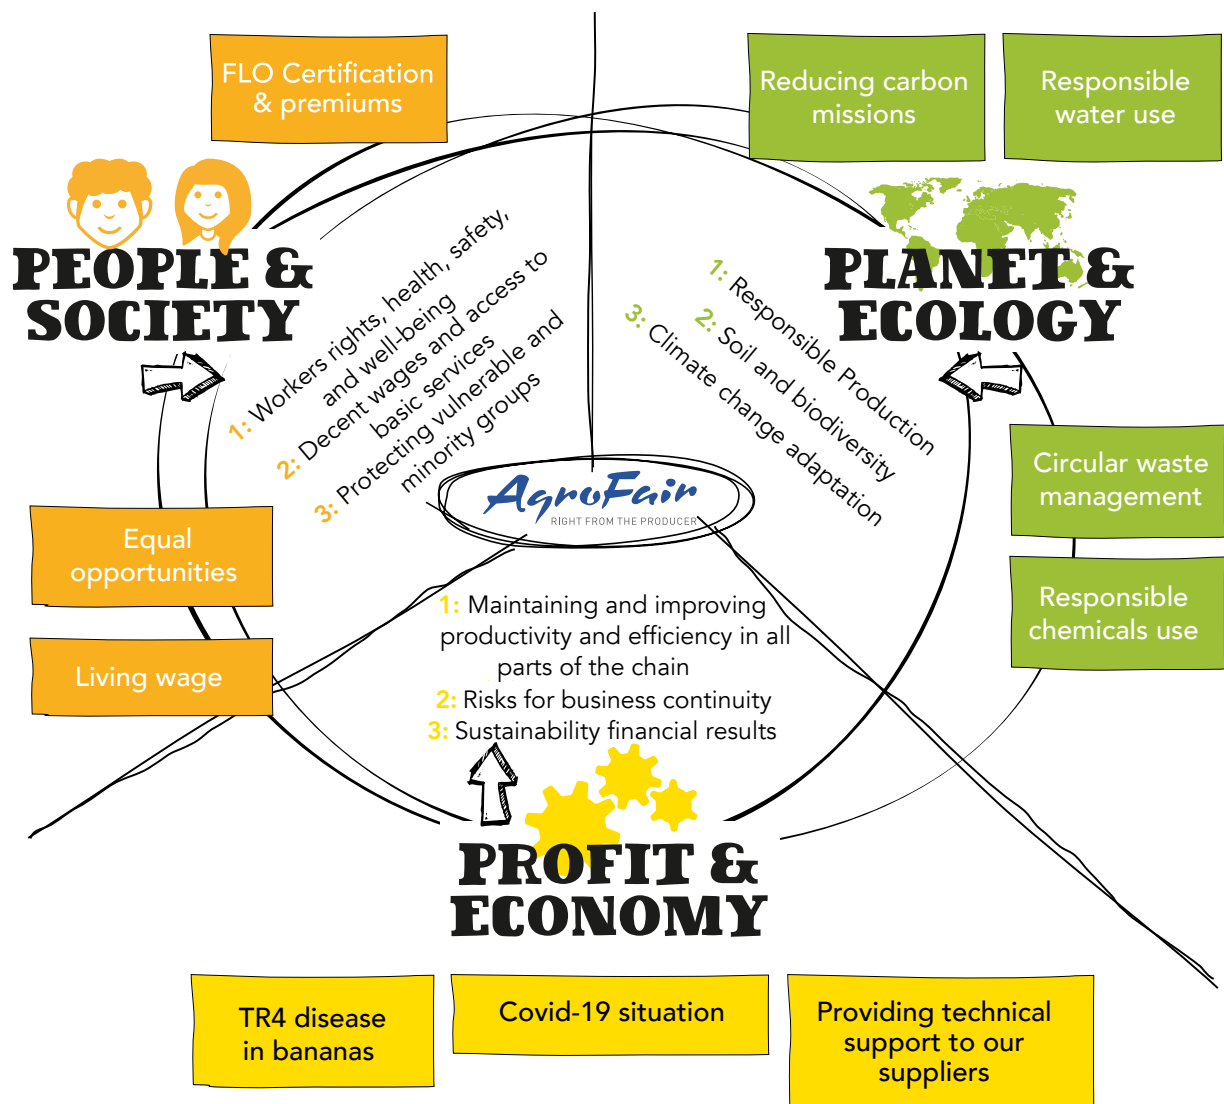 FLO Certification
& premiums
Reducing carbon
missions
Responsible
water use
PEOPLE &
SOCIETY
PLANET &
ECOLOGY
1: Workers rights, health, safety,
and well-being
2: Decent wages and access to
basic services
3: Protecting vulnerable and
minority groups
1: Responsible Production
2: Soil and biodiversity
3: Climate change adaptation
Circular waste
management
Responsible
chemicals use
AgroFair
RIGHT FROM THE PRODUCER
Equal
opportunities
Living wage
1: Maintaining and improving
productivity and efficiency in all
parts of the chain
2: Risks for business continuity
3: Sustainability financial results
PROFIT &
ECONOMY
TR4 disease
in bananas
Covid-19 situation
Providing technical
support to our
suppliers